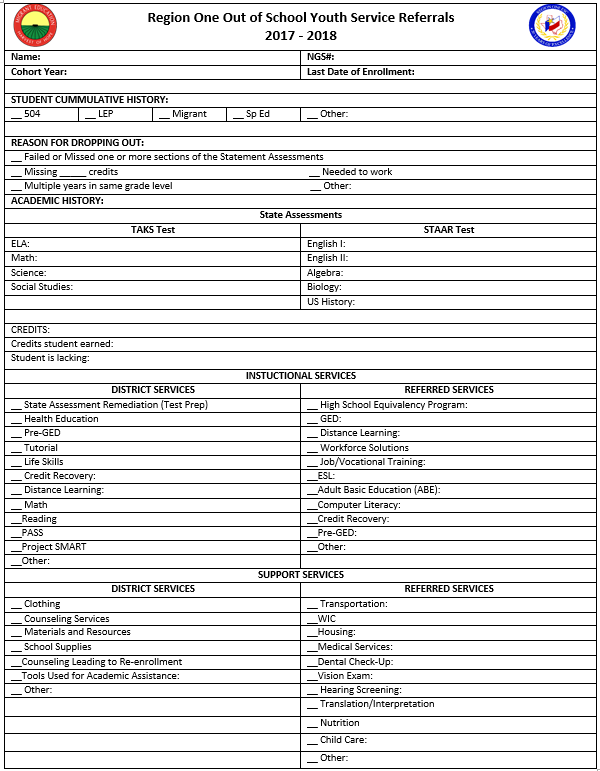 Region One Out of School Youth Service Referrals
2017 - 2018
Name: NGS#:
Cohort Year: Last Date of Enrollment:
STUDENT CUMMULATIVE HISTORY:
__ 504 __ LEP __ Migrant __ Sp Ed __ Other:
REASON FOR DROPPING OUT:
__ Failed or Missed one or more sections of the Statement Assessments
__ Missing _____ credits __ Needed to work
__ Multiple years in same grade level __ Other:
ACADEMIC HISTORY:
State Assessments
TAKS Test STAAR Test
ELA: English I:
Math: English II:
Science: Algebra:
Social Studies: Biology:
US History:
CREDITS:
Credits student earned:
Student is lacking:
INSTUCTIONAL SERVICES
DISTRICT SERVICES REFERRED SERVICES
__ State Assessment Remediation (Test Prep) __ High School Equivalency Program:
__ Health Education __ GED:
__ Pre-GED __ Distance Learning:
__ Tutorial __ Workforce Solutions
__ Life Skills __ Job/Vocational Training:
__ Credit Recovery: __ESL:
__ Distance Learning: __Adult Basic Education (ABE):
__ Math __Computer Literacy:
__Reading __Credit Recovery:
__PASS __Pre-GED:
__Project SMART __Other:
__Other:
SUPPORT SERVICES
DISTRICT SERVICES REFERRED SERVICES
__ Clothing __ Transportation:
__ Counseling Services __WIC
__ Materials and Resources __Housing:
__ School Supplies __Medical Services:
__Counseling Leading to Re-enrollment __Dental Check-Up:
__Tools Used for Academic Assistance: __Vision Exam:
__ Other: __ Hearing Screening:
__ Translation/Interpretation
__ Nutrition
__ Child Care:
__ Other: